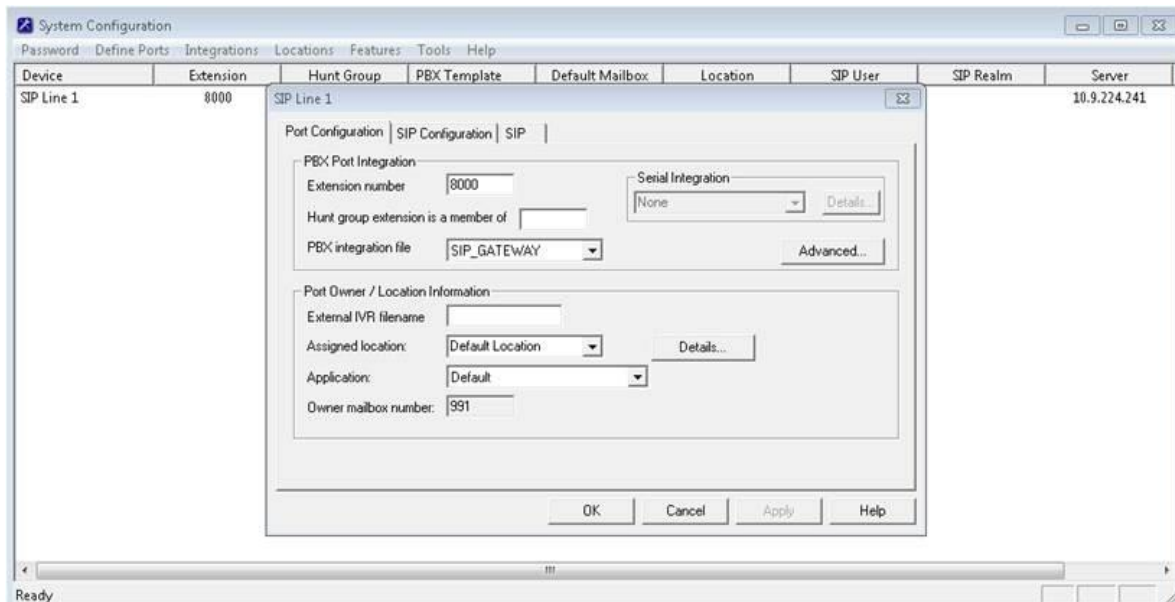 System Configuration
Password Define Ports Integrations Locations Features Tools Help
Device Extension Hunt Group PBX Template Default Mailbox Location SIP User SIP Realm Server
SIP Line 1 8000 10.9.224.241
SIP Line 1
Port Configuration SIP Configuration SIP
PBX Port Integration
Extension number 8000
Serial Integration
None Details...
Hunt group extension is a member of
PBX integration file SIP_GATEWAY Advanced...
Port Owner / Location Information
External IVR filename
Assigned location: Default Location Details...
Application: Default
Owner mailbox number: 991
OK Cancel Apply Help
Ready